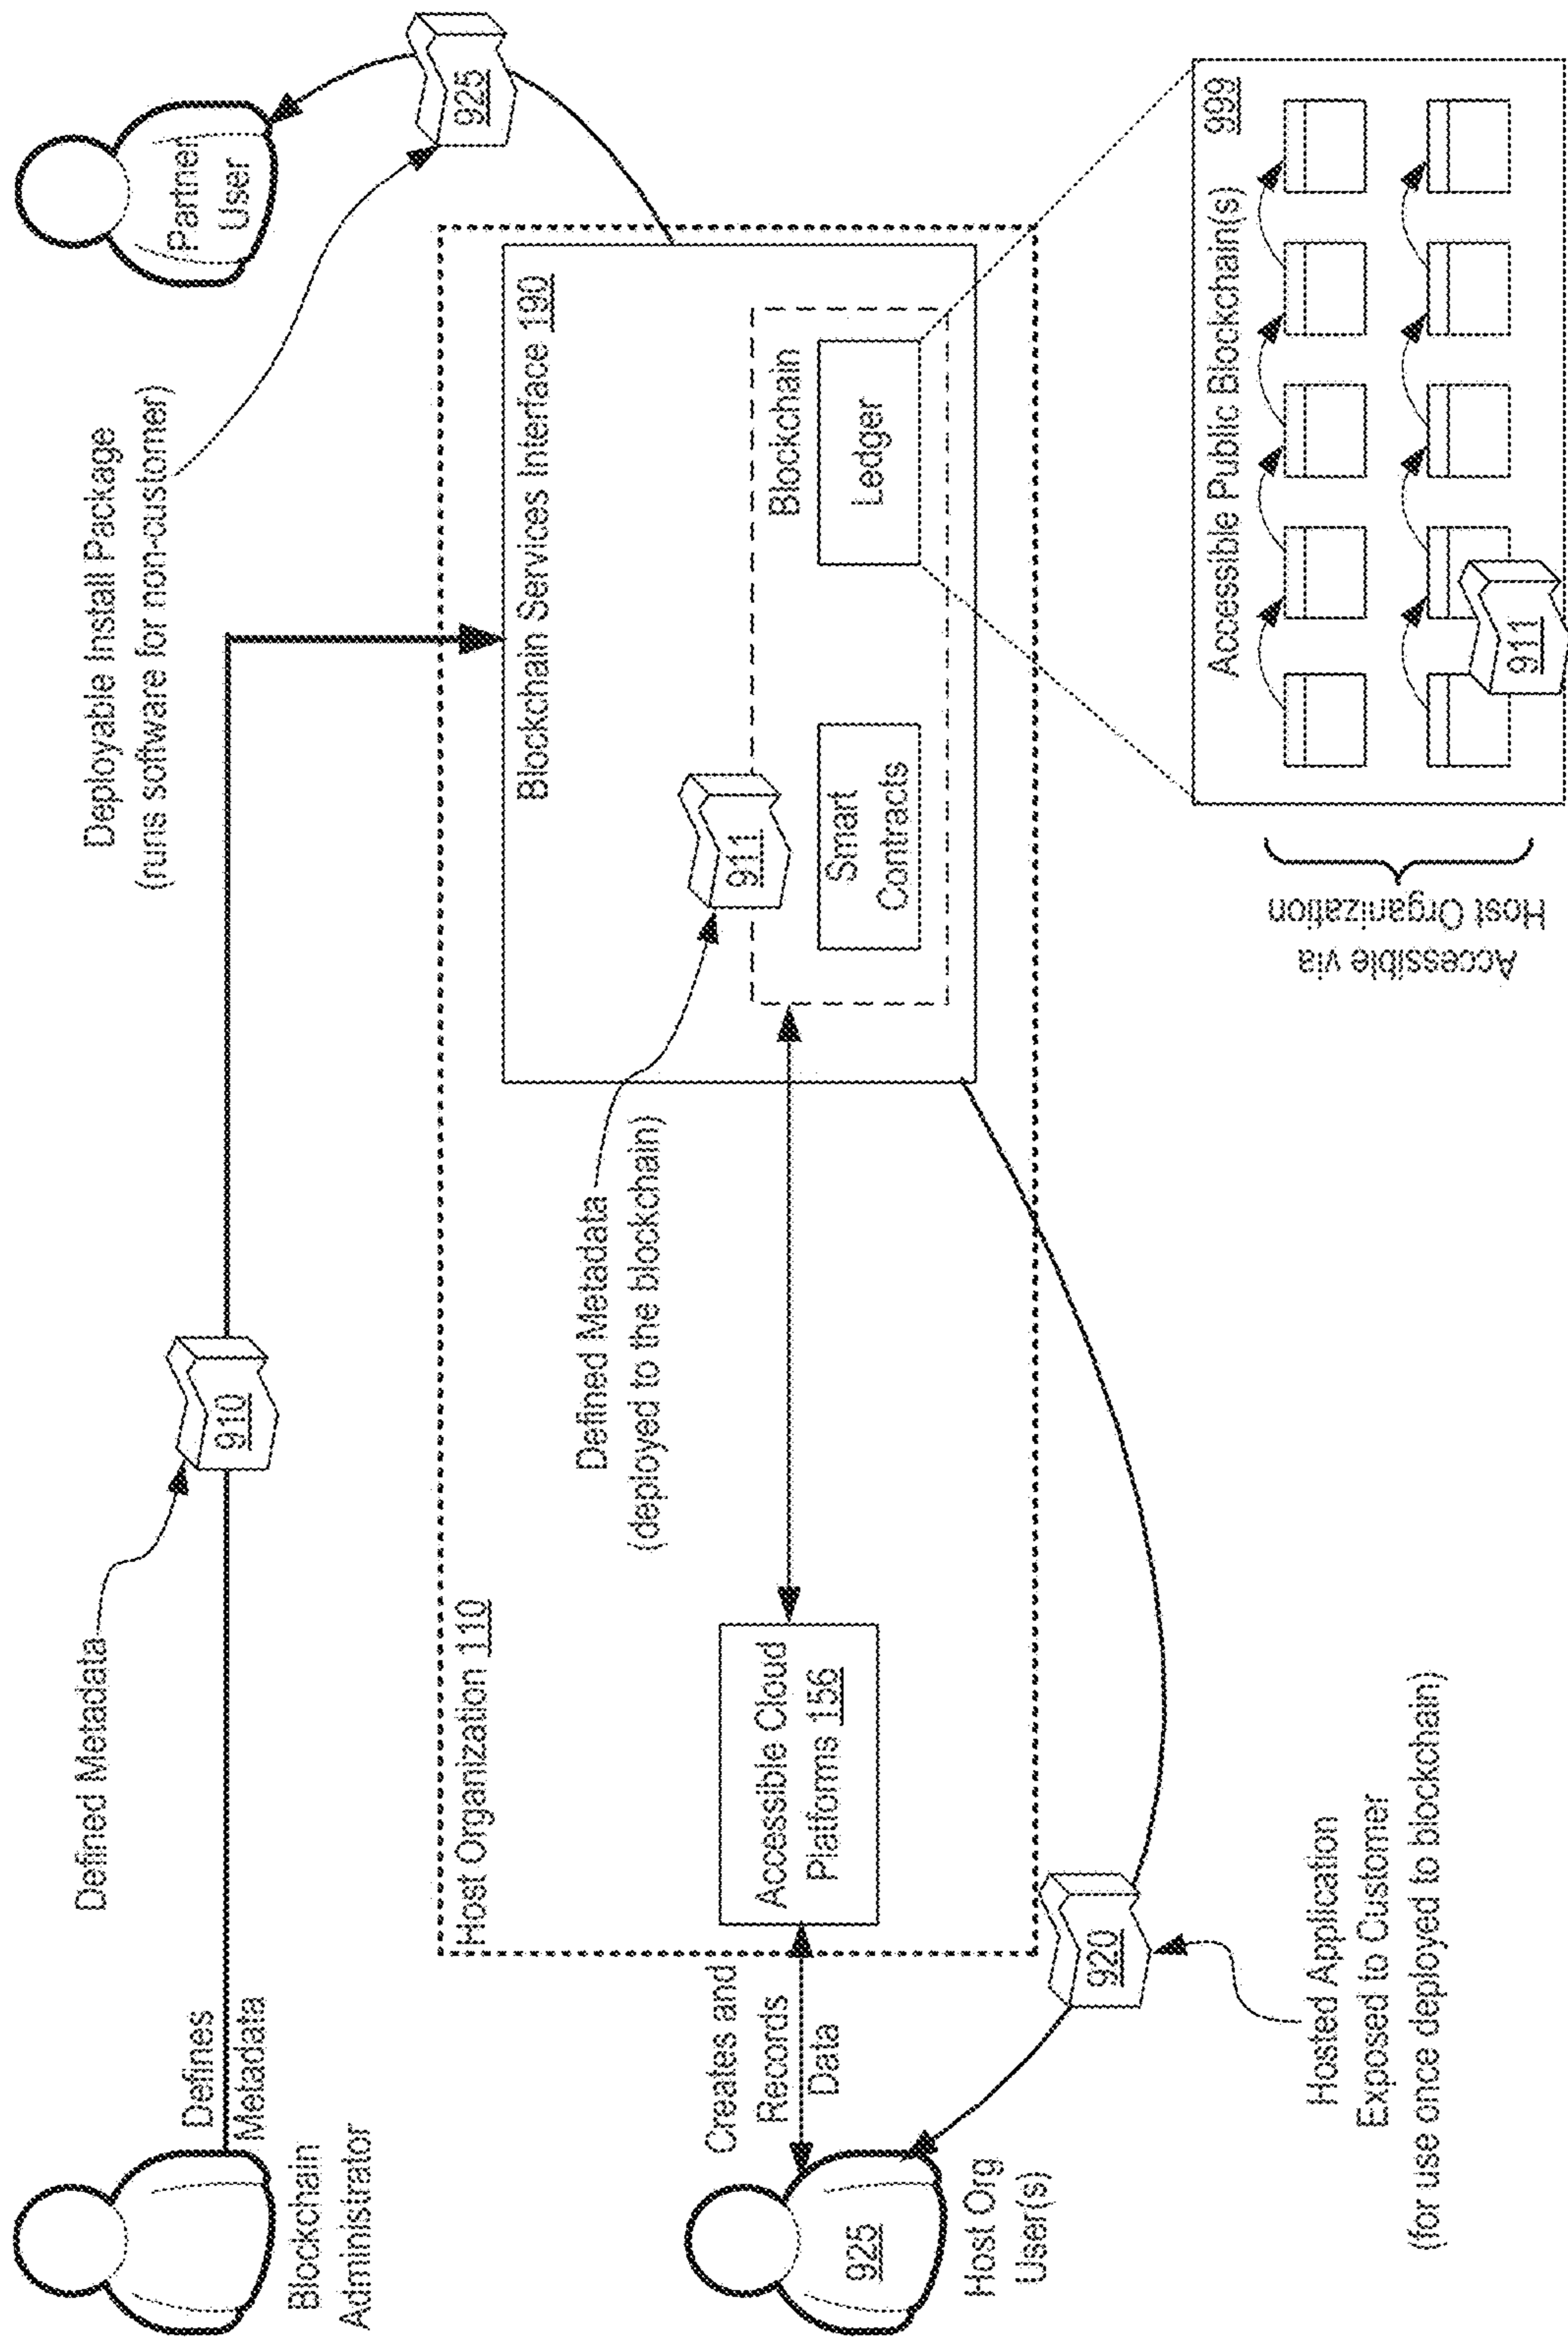 Defines
Metadata
Blockchain
Administrator
Defined Metadata
910
Deployable Install Package
(runs software for non-customer)
Partner
User
925
Host Organization 110
Blockchain Services Interface 190
Defined Metadata
(deployed to the blockchain)
911
Blockchain
Smart
Contracts
Ledger
Creates and
Records
Data
Accessible Cloud
Platforms 156
925
Host Org
User(s)
920
Hosted Application
Exposed to Customer
(for use once deployed to blockchain)
Accessible via
Host Organization
Accessible Public Blockchain(s)
999
911